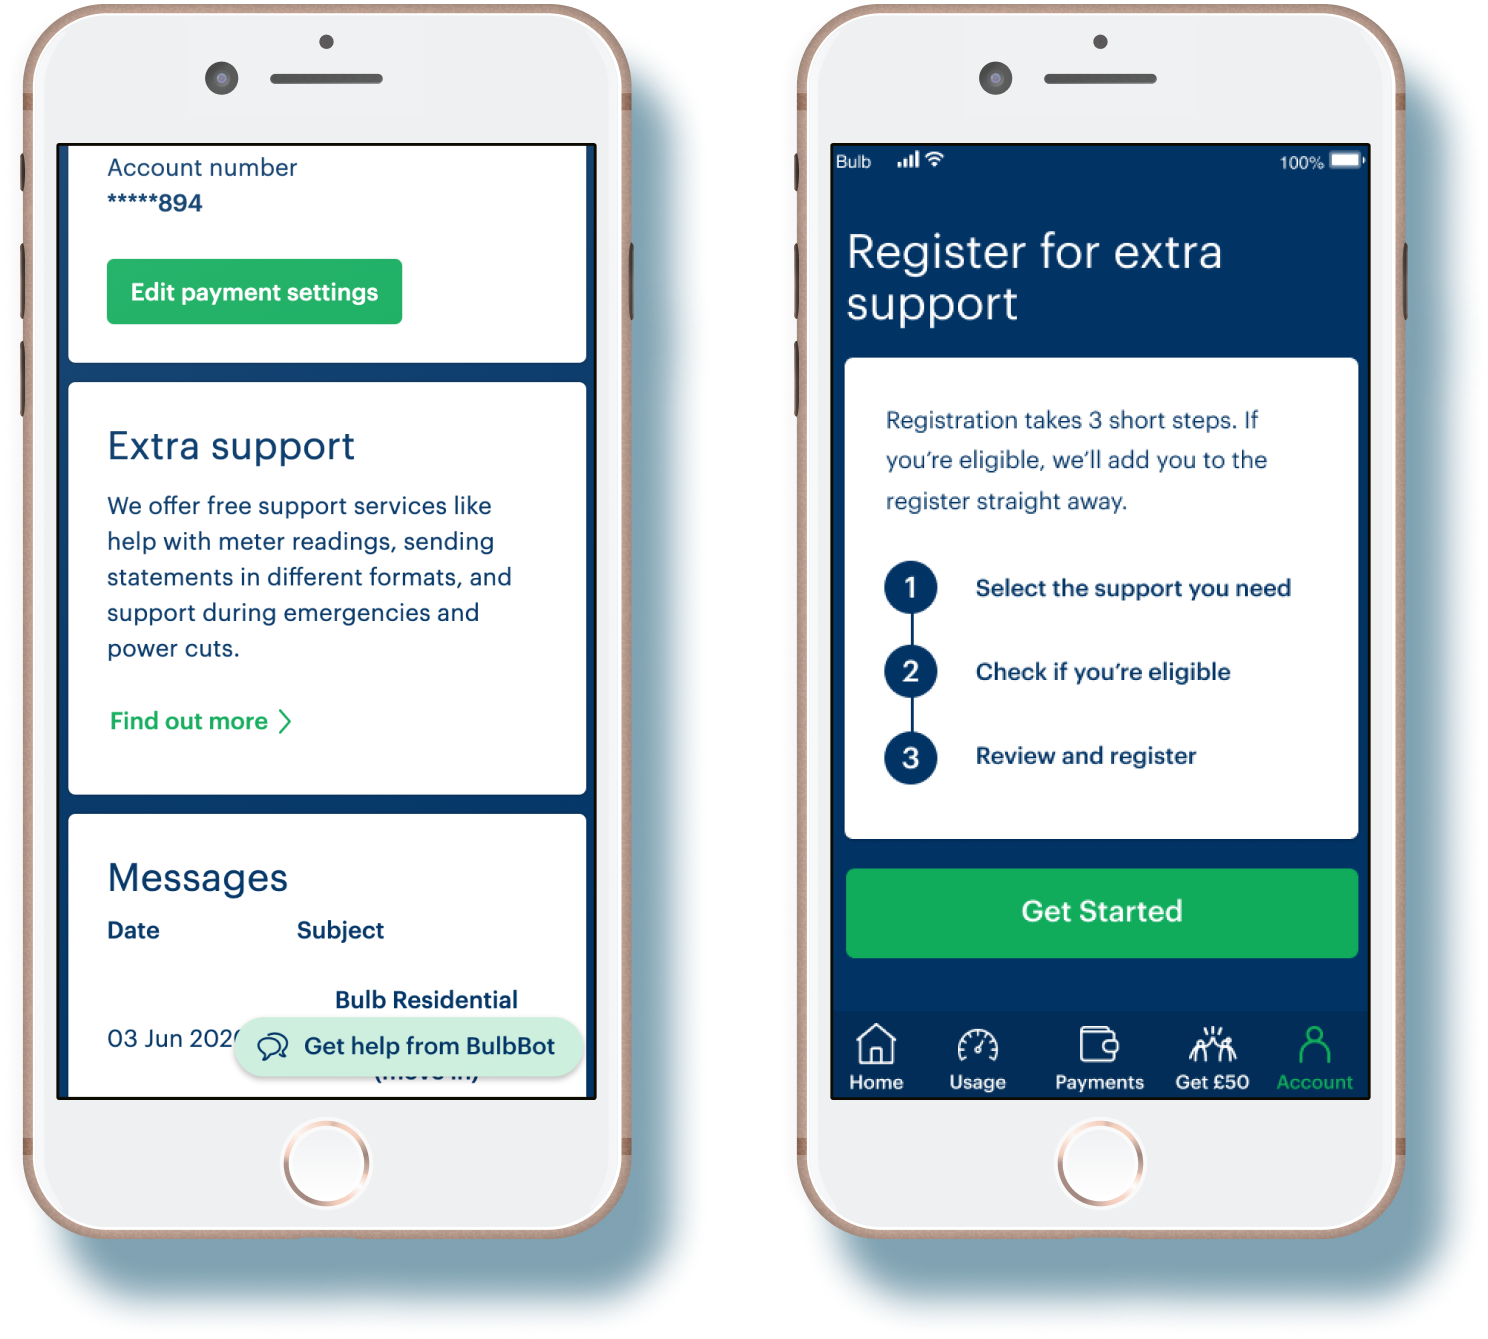 Account number
*****894
Edit payment settings
Extra support
We offer free support services like
help with meter readings, sending
statements in different formats, and
support during emergencies and
power cuts.
Find out more
Messages
Date Subject
Bulb Residential
03 Jun
Get help from BulbBot
(move in)
Bulb 100%
Register for extra
support
Registration takes 3 short steps. If
you’re eligible, we’ll add you to the
register straight away.
1 Select the support you need
2 Check if you’re eligible
3 Review and register
Get Started
Home Usage Payments Get £50 Account